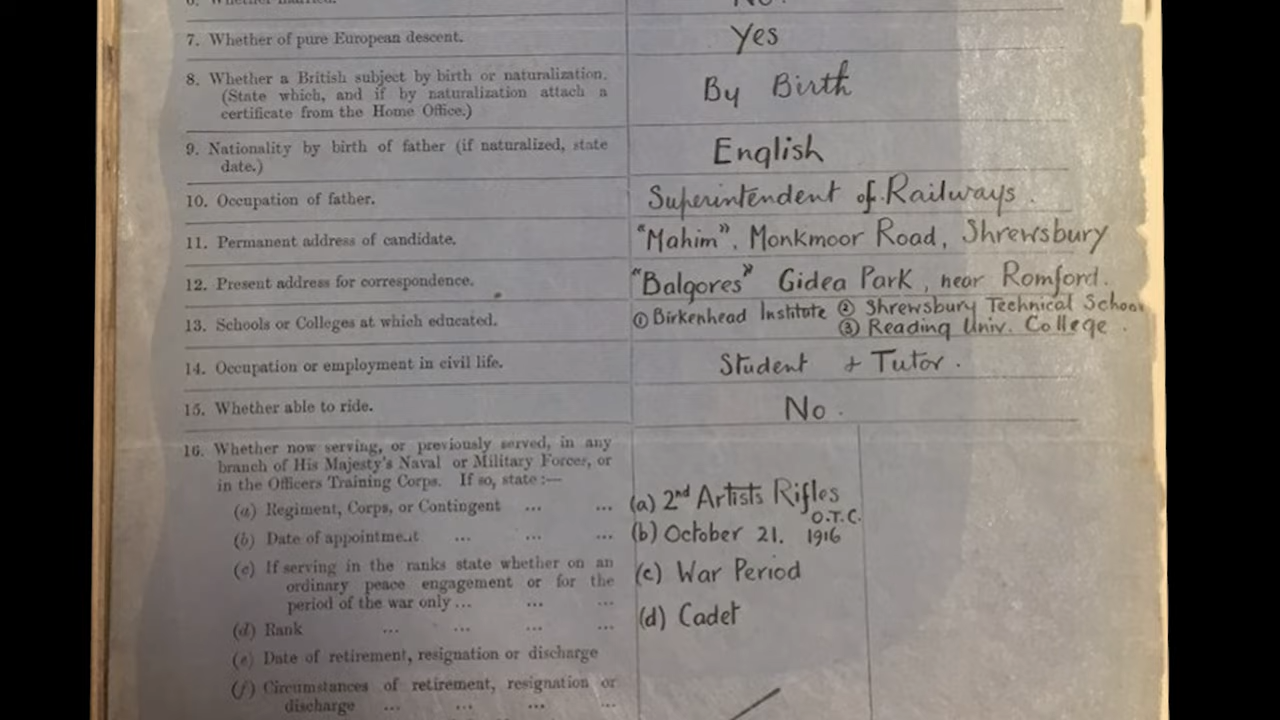 6. Whether married. No.
7. Whether of pure European descent. Yes
8. Whether a British subject by birth or naturalization.
(State which, and if by naturalization attach a
certificate from the Home Office.)
By Birth
9. Nationality by birth of father (if naturalized, state
date.)
English
10. Occupation of father. Superintendent of Railways.
11. Permanent address of candidate. "Mahim", Monkmoor Road, Shrewsbury
12. Present address for correspondence. "Balgores" Gidea Park, near Romford.
13. Schools or Colleges at which educated. ① Birkenhead Institute ② Shrewsbury Technical School
③ Reading Univ. College.
14. Occupation or employment in civil life. Student + Tutor.
15. Whether able to ride. No.
16. Whether now serving, or previously served, in any
branch of His Majesty's Naval or Military Forces, or
in the Officers Training Corps. If so, state :—
(a) Regiment, Corps, or Contingent ... ... (a) 2nd Artists Rifles
O.T.C.
(b) Date of appointment ... ... ... (b) October 21. 1916
(c) If serving in the ranks state whether on an
ordinary peace engagement or for the
period of the war only ... ... ...
(c) War Period
(d) Rank ... ... ... ... (d) Cadet
(e) Date of retirement, resignation or discharge
(f) Circumstances of retirement, resignation or
discharge ... ... ... ...